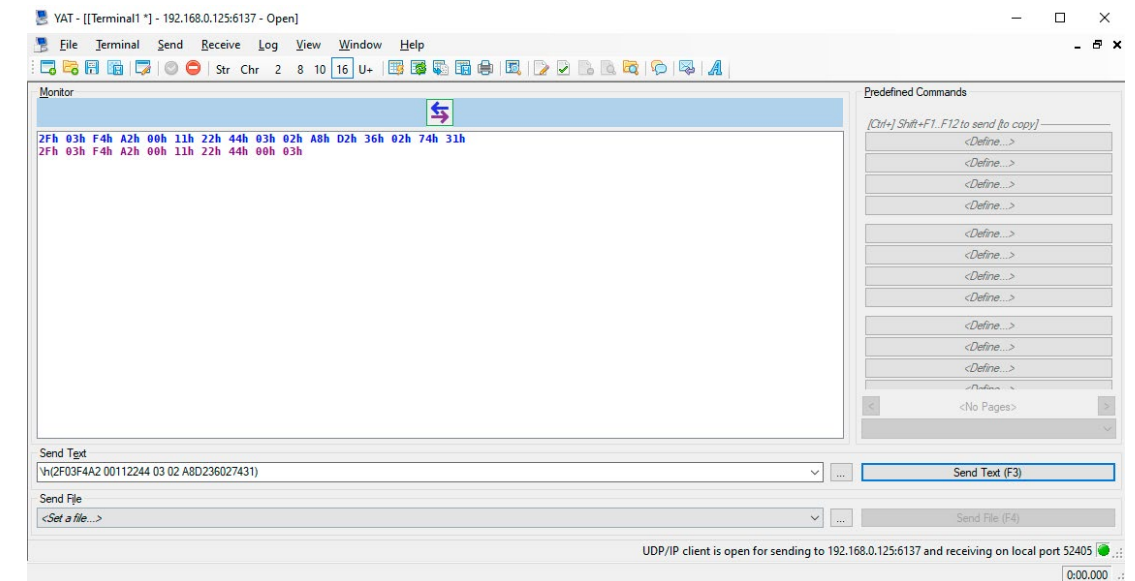 YAT - [[Terminal1 *] - 192.168.0.125:6137 - Open]
File Terminal Send Receive Log View Window Help
Str Chr 2 8 10 16 U+
Monitor
2Fh 03h F4h A2h 00h 11h 22h 44h 03h 02h A8h D2h 36h 02h 74h 31h
2Fh 03h F4h A2h 00h 11h 22h 44h 00h 03h
Predefined Commands
[Ctrl+] Shift+F1..F12 to send [to copy]
<Define...>
<Define...>
<Define...>
<Define...>
<Define...>
<Define...>
<Define...>
<Define...>
<Define...>
<Define...>
<Define...>
<Define...>
< <No Pages> >
Send Text
\h(2F03F4A2 00112244 03 02 A8D236027431) ... Send Text (F3)
Send File
<Set a file...> ... Send File (F4)
UDP/IP client is open for sending to 192.168.0.125:6137 and receiving on local port 52405
0:00.000